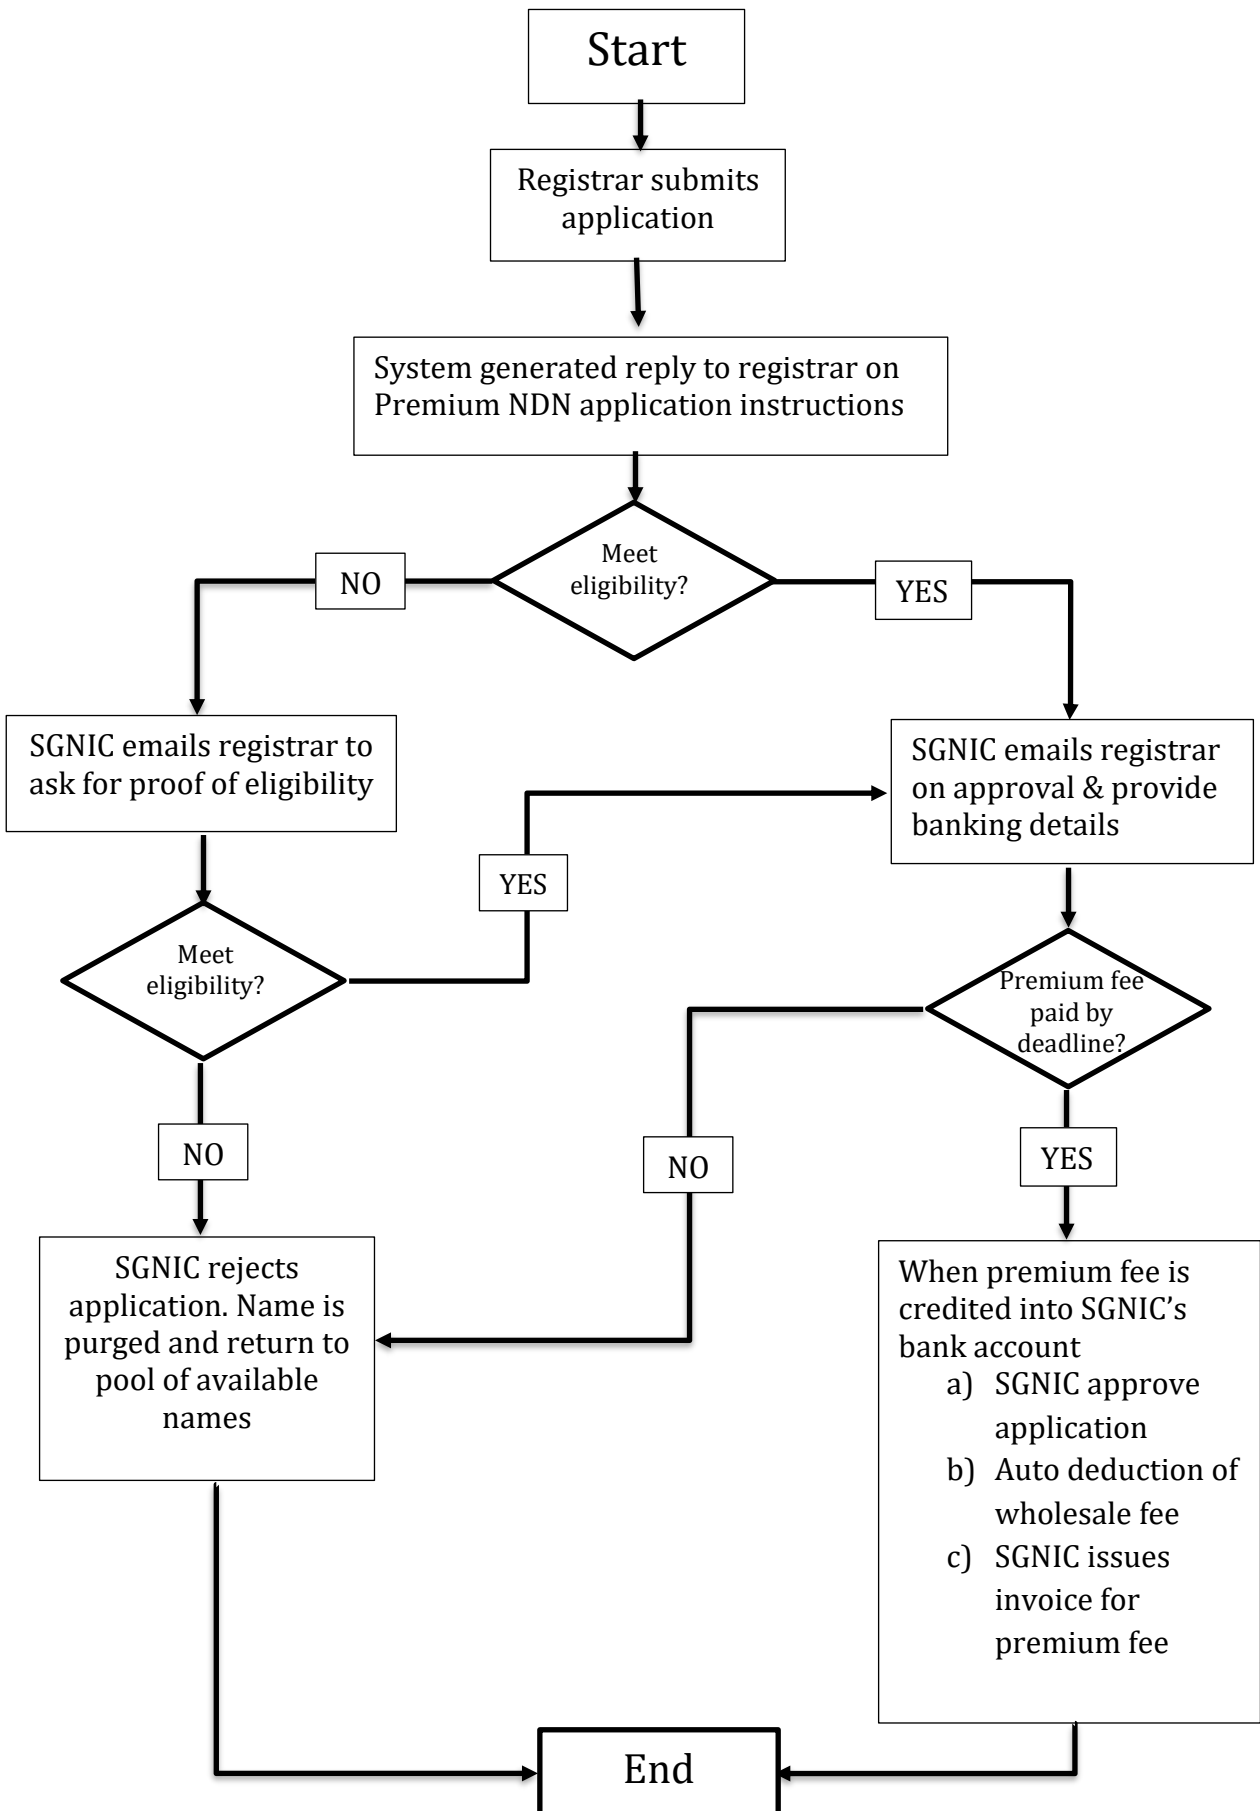 Start
Registrar submits
application
System generated reply to registrar on
Premium NDN application instructions
Meet
eligibility?
NO
YES
SGNIC emails registrar to
ask for proof of eligibility
SGNIC emails registrar
on approval & provide
banking details
YES
Meet
eligibility?
Premium fee
paid by
deadline?
NO
NO
YES
SGNIC rejects
application. Name is
purged and return to
pool of available
names
When premium fee is
credited into SGNIC’s
bank account
a) SGNIC approve
application
b) Auto deduction of
wholesale fee
c) SGNIC issues
invoice for
premium fee
End